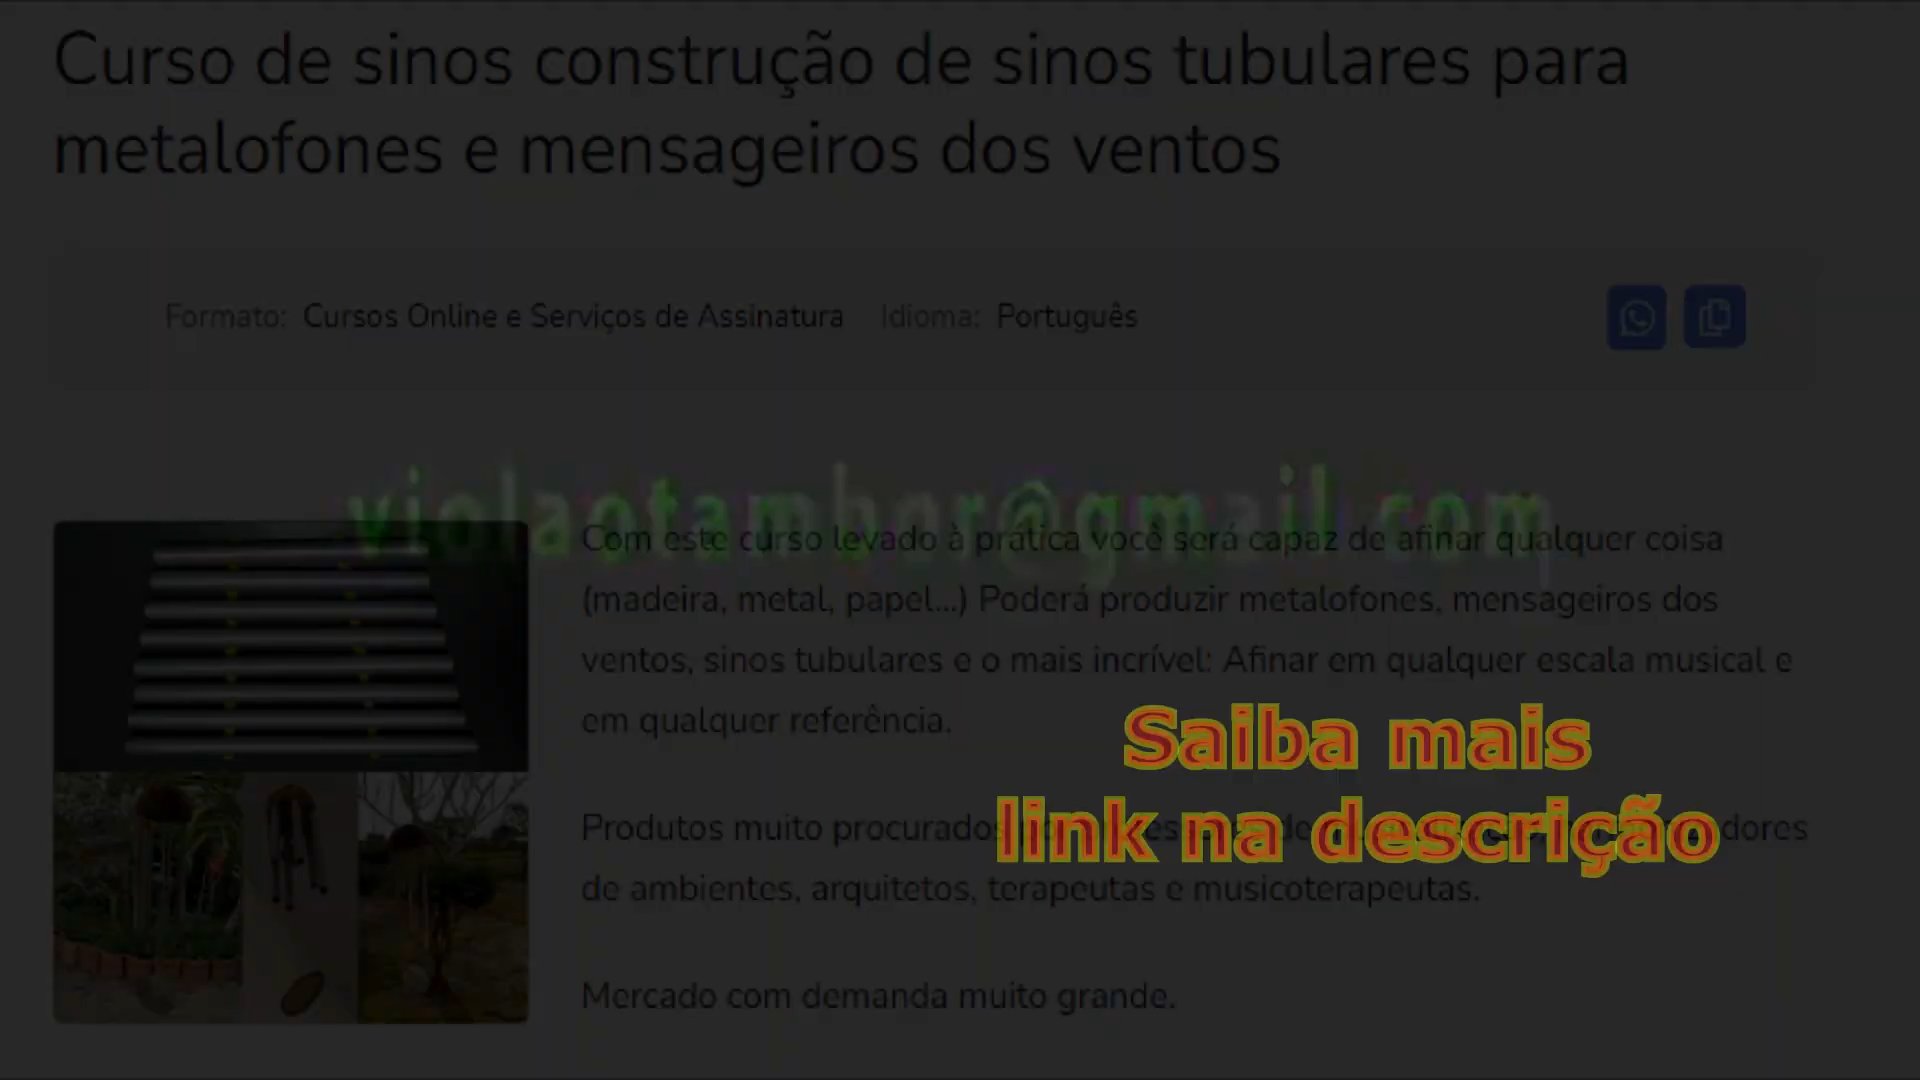 Curso de sinos construção de sinos tubulares para
metalofones e mensageiros dos ventos
Formato: Cursos Online e Serviços de Assinatura Idioma: Português
violaotambor@gmail.com
Com este curso levado à prática você será capaz de afinar qualquer coisa
(madeira, metal, papel...) Poderá produzir metalofones, mensageiros dos
ventos, sinos tubulares e o mais incrível: Afinar em qualquer escala musical e
em qualquer referência.
Saiba mais
link na descrição
Produtos muito procurados
de ambientes, arquitetos, terapeutas e musicoterapeutas.
Mercado com demanda muito grande.